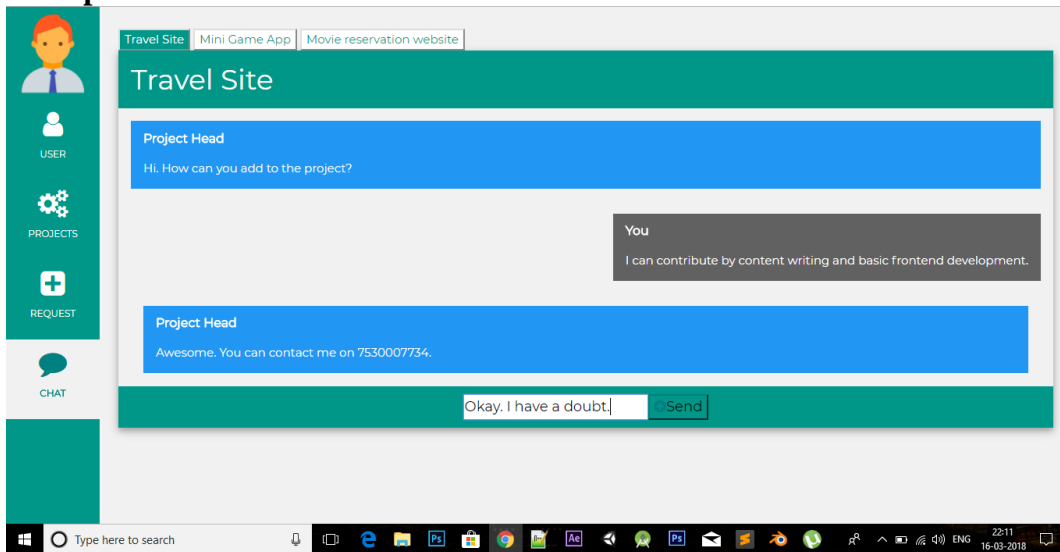 Travel Site Mini Game App Movie reservation website
Travel Site
USER
PROJECTS
REQUEST
CHAT
Project Head
Hi. How can you add to the project?
You
I can contribute by content writing and basic frontend development.
Project Head
Awesome. You can contact me on 7530007734.
Okay. I have a doubt. Send
Type here to search
Ps
Ae
Ps
ENG
22:11
16-03-2018